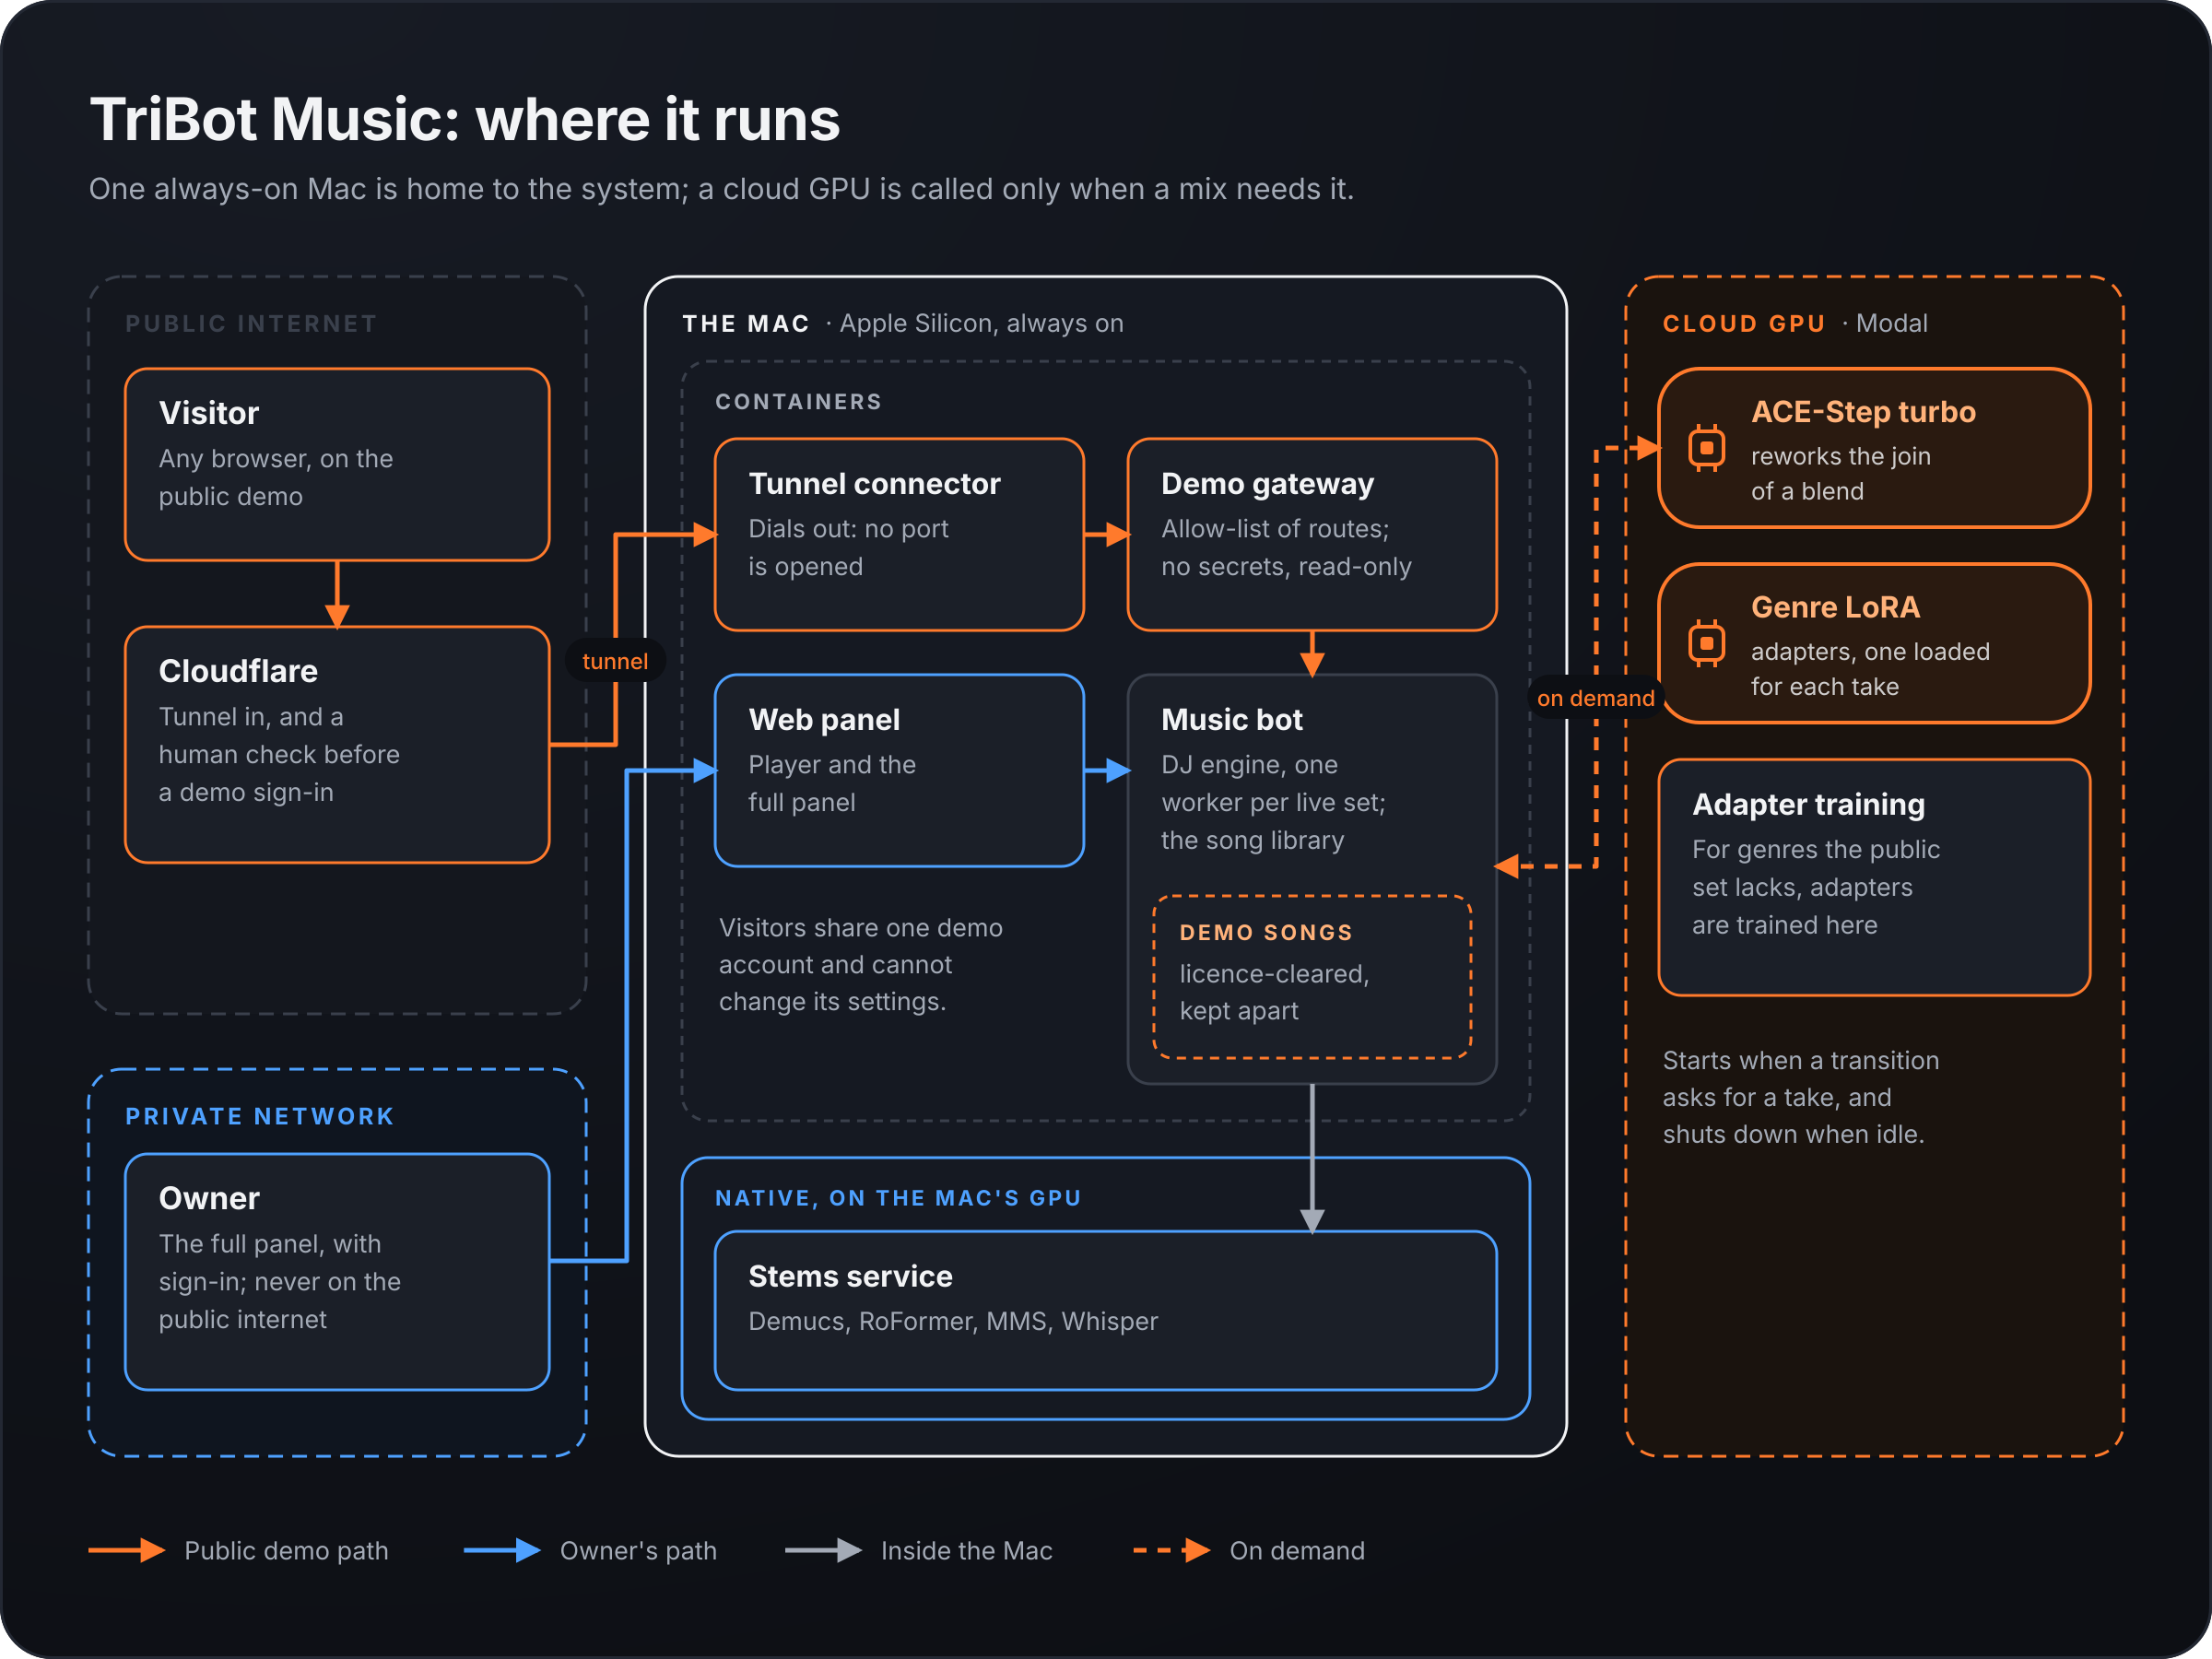 TriBot Music: where it runs
One always-on Mac is home to the system; a cloud GPU is called only when a mix needs it.
PUBLIC INTERNET
Visitor
Any browser, on the
public demo
Cloudflare
Tunnel in, and a
human check before
a demo sign-in
tunnel
PRIVATE NETWORK
Owner
The full panel, with
sign-in; never on the
public internet
THE MAC · Apple Silicon, always on
CONTAINERS
Tunnel connector
Dials out: no port
is opened
Demo gateway
Allow-list of routes;
no secrets, read-only
Web panel
Player and the
full panel
Music bot
DJ engine, one
worker per live set;
the song library
DEMO SONGS
licence-cleared,
kept apart
Visitors share one demo
account and cannot
change its settings.
NATIVE, ON THE MAC'S GPU
Stems service
Demucs, RoFormer, MMS, Whisper
on demand
CLOUD GPU · Modal
ACE-Step turbo
reworks the join
of a blend
Genre LoRA
adapters, one loaded
for each take
Adapter training
For genres the public
set lacks, adapters
are trained here
Starts when a transition
asks for a take, and
shuts down when idle.
Public demo path
Owner's path
Inside the Mac
On demand